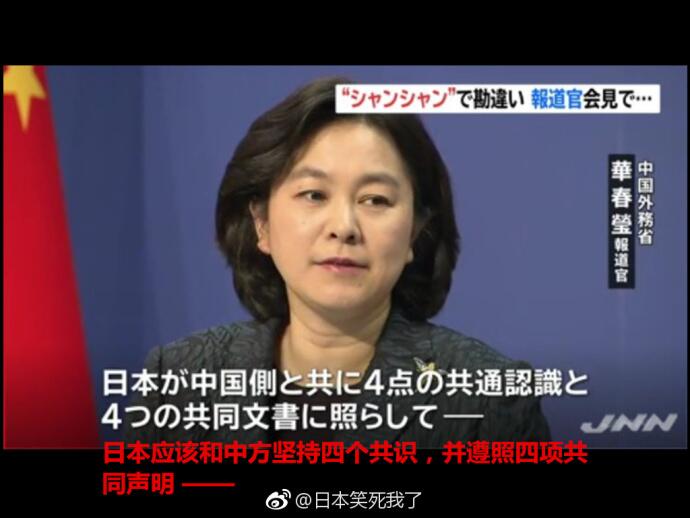 “シャンシャン”で勘違い 報道官会見で…
中国外務省
華春瑩報道官
日本が中国側と共に4点の共通認識と
4つの共同文書に照らして ──
JNN
日本应该和中方坚持四个共识，并遵照四项共
同声明 ——
@日本笑死我了